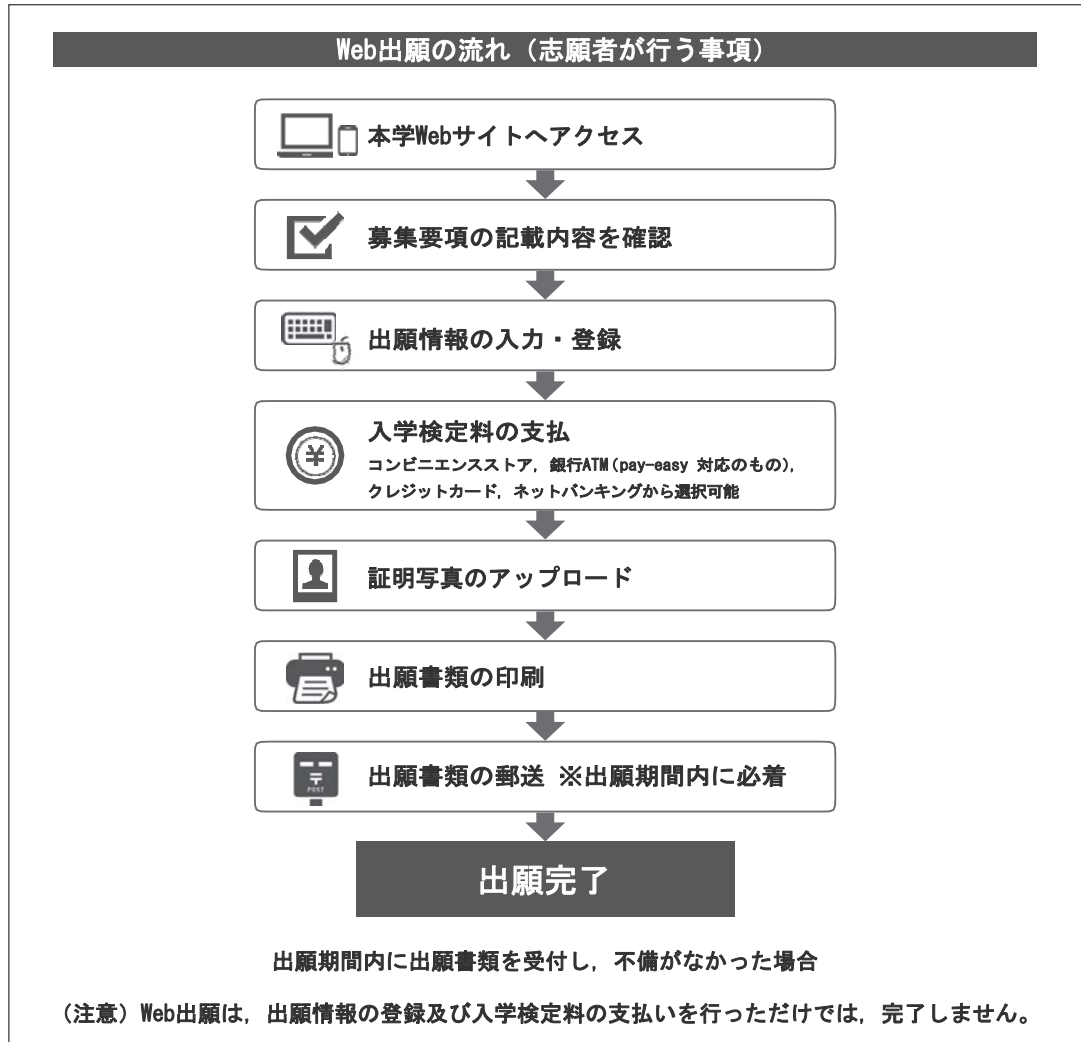 Web出願の流れ（志願者が行う事項）
本学Webサイトへアクセス
募集要項の記載内容を確認
出願情報の入力・登録
¥
入学検定料の支払
コンビニエンスストア，銀行ATM（pay-easy 対応のもの），
クレジットカード，ネットバンキングから選択可能
証明写真のアップロード
出願書類の印刷
〒
POST
出願書類の郵送 ※出願期間内に必着
出願完了
出願期間内に出願書類を受付し，不備がなかった場合
（注意）Web出願は，出願情報の登録及び入学検定料の支払いを行っただけでは，完了しません。